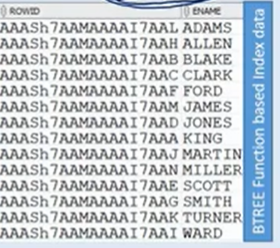 ROWID ENAME
AAASh7AAMAAAAI7AAL ADAMS
AAASh7AAMAAAAI7AAH ALLEN
AAASh7AAMAAAAI7AAB BLAKE
AAASh7AAMAAAAI7AAC CLARK
AAASh7AAMAAAAI7AAF FORD
AAASh7AAMAAAAI7AAM JAMES
AAASh7AAMAAAAI7AAD JONES
AAASh7AAMAAAAI7AAA KING
AAASh7AAMAAAAI7AAJ MARTIN
AAASh7AAMAAAAI7AAN MILLER
AAASh7AAMAAAAI7AAE SCOTT
AAASh7AAMAAAAI7AAG SMITH
AAASh7AAMAAAAI7AAK TURNER
AAASh7AAMAAAAI7AAI WARD
BTREE Function based Index data